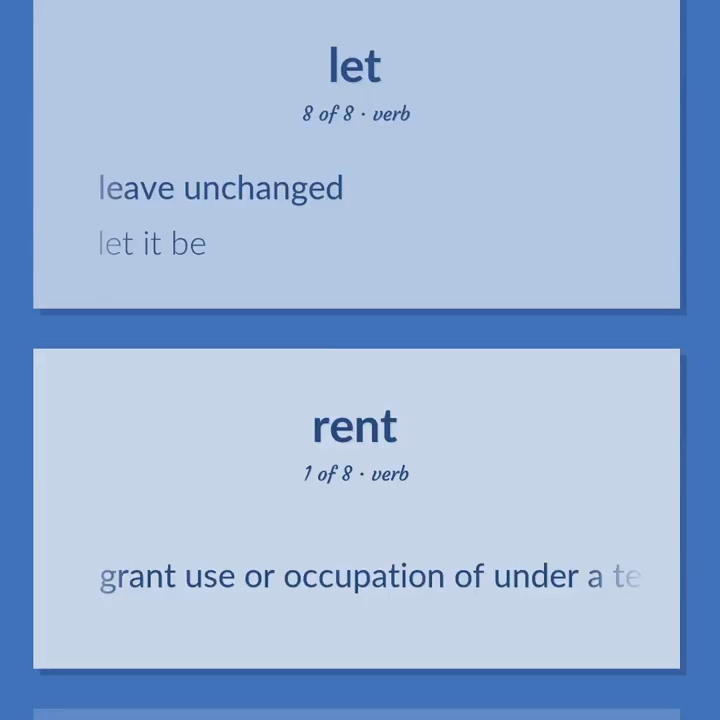 let
8 of 8 · verb
leave unchanged
let it be
rent
1 of 8 · verb
grant use or occupation of under a te